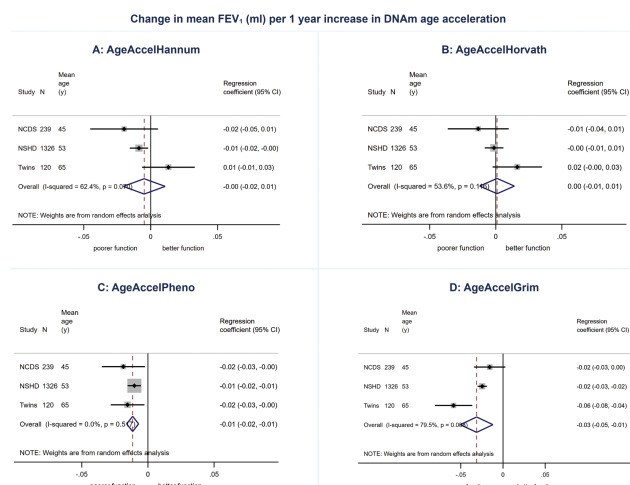 Change in mean FEV₁ (ml) per 1 year increase in DNAm age acceleration
A: AgeAccelHannum
Mean
age
(y)
Study N
Regression
coefficient (95% CI)
NCDS 239 45 -0.02 (-0.05, 0.01)
NSHD 1326 53 -0.01 (-0.02, -0.00)
Twins 120 65 0.01 (-0.01, 0.03)
Overall (I-squared = 62.4%, p = -0.00 (-0.02, 0.01)
NOTE: Weights are from random effects analysis
-.05 0 .05
poorer function better function
B: AgeAccelHorvath
Mean
age
(y)
Study N
Regression
coefficient (95% CI)
NCDS 239 45 -0.01 (-0.04, 0.01)
NSHD 1326 53 -0.00 (-0.01, 0.01)
Twins 120 65 0.02 (-0.00, 0.03)
Overall (I-squared = 53.6%, p = 0.00 (-0.01, 0.01)
NOTE: Weights are from random effects analysis
-.05 0 .05
poorer function better function
C: AgeAccelPheno
Mean
age
(y)
Study N
Regression
coefficient (95% CI)
NCDS 239 45 -0.02 (-0.03, -0.00)
NSHD 1326 53 -0.01 (-0.02, -0.01)
Twins 120 65 -0.02 (-0.03, -0.00)
Overall (I-squared = 0.0%, p = -0.01 (-0.02, -0.01)
NOTE: Weights are from random effects analysis
-.05 0 .05
D: AgeAccelGrim
Mean
age
(y)
Study N
Regression
coefficient (95% CI)
NCDS 239 45 -0.02 (-0.03, 0.00)
NSHD 1326 53 -0.02 (-0.03, -0.02)
Twins 120 65 -0.06 (-0.08, -0.04)
Overall (I-squared = 79.5%, p = -0.03 (-0.05, -0.01)
NOTE: Weights are from random effects analysis
-.05 0 .05